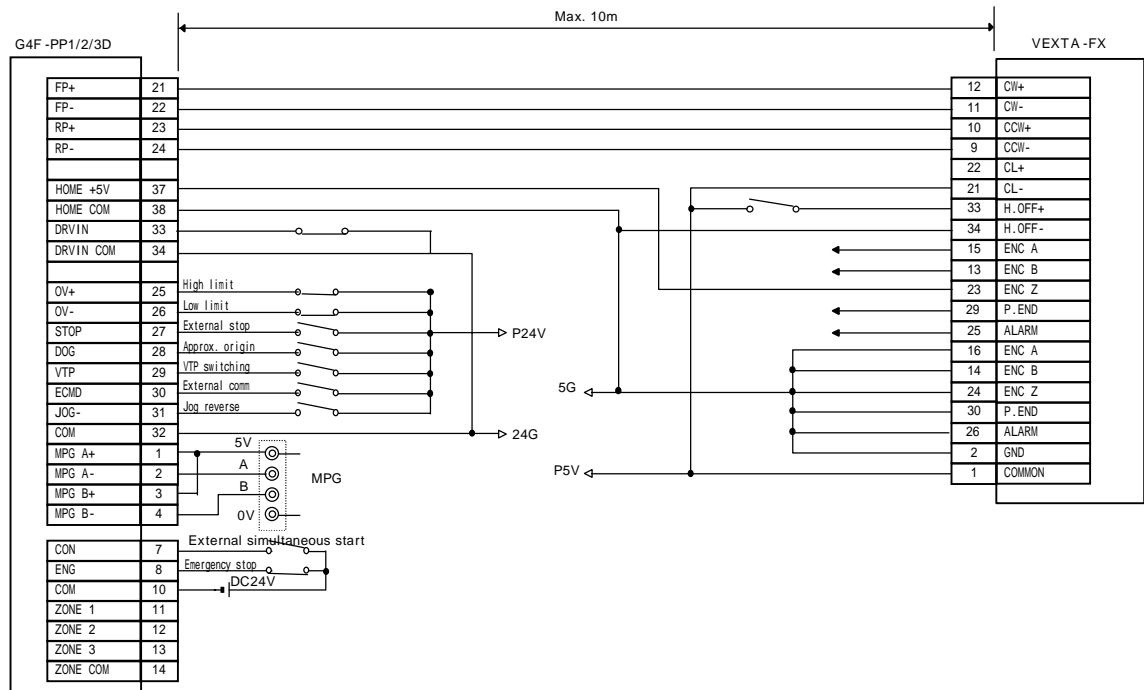 Max. 10m
G4F-PP1/2/3D
VEXTA-FX
FP+ 21
FP- 22
RP+ 23
RP- 24
HOME +5V 37
HOME COM 38
DRVIN 33
DRVIN COM 34
OV+ 25 High limit
OV- 26 Low limit
STOP 27 External stop
DOG 28 Approx. origin
VTP 29 VTP switching
ECMD 30 External comm
JOG- 31 Jog reverse
COM 32
MPG A+ 1
MPG A- 2
MPG B+ 3
MPG B- 4
P24V
24G
5V
A
B
0V
MPG
CON 7 External simultaneous start
ENG 8 Emergency stop
COM 10 DC24V
ZONE 1 11
ZONE 2 12
ZONE 3 13
ZONE COM 14
5G
P5V
12 CW+
11 CW-
10 CCW+
9 CCW-
22 CL+
21 CL-
33 H.OFF+
34 H.OFF-
15 ENC A
13 ENC B
23 ENC Z
29 P.END
25 ALARM
16 ENC A
14 ENC B
24 ENC Z
30 P.END
26 ALARM
2 GND
1 COMMON